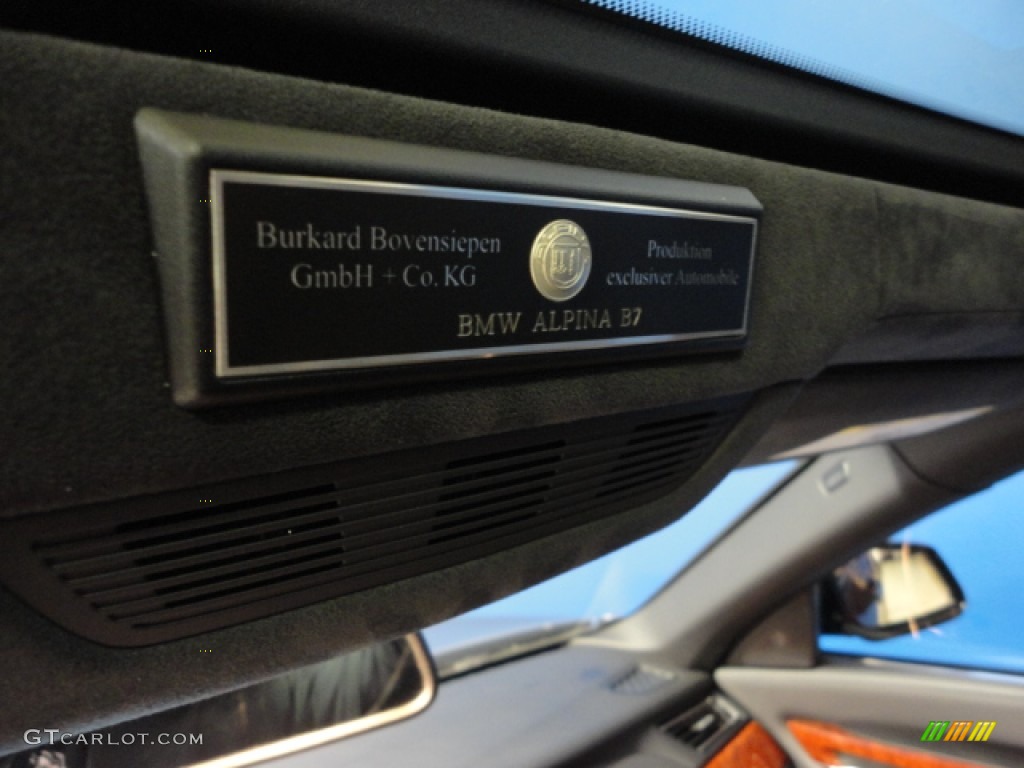 Burkard Bovensiepen
GmbH + Co. KG
Produktion
exclusiver Automobile
BMW ALPINA B7
GTCARLOT.COM